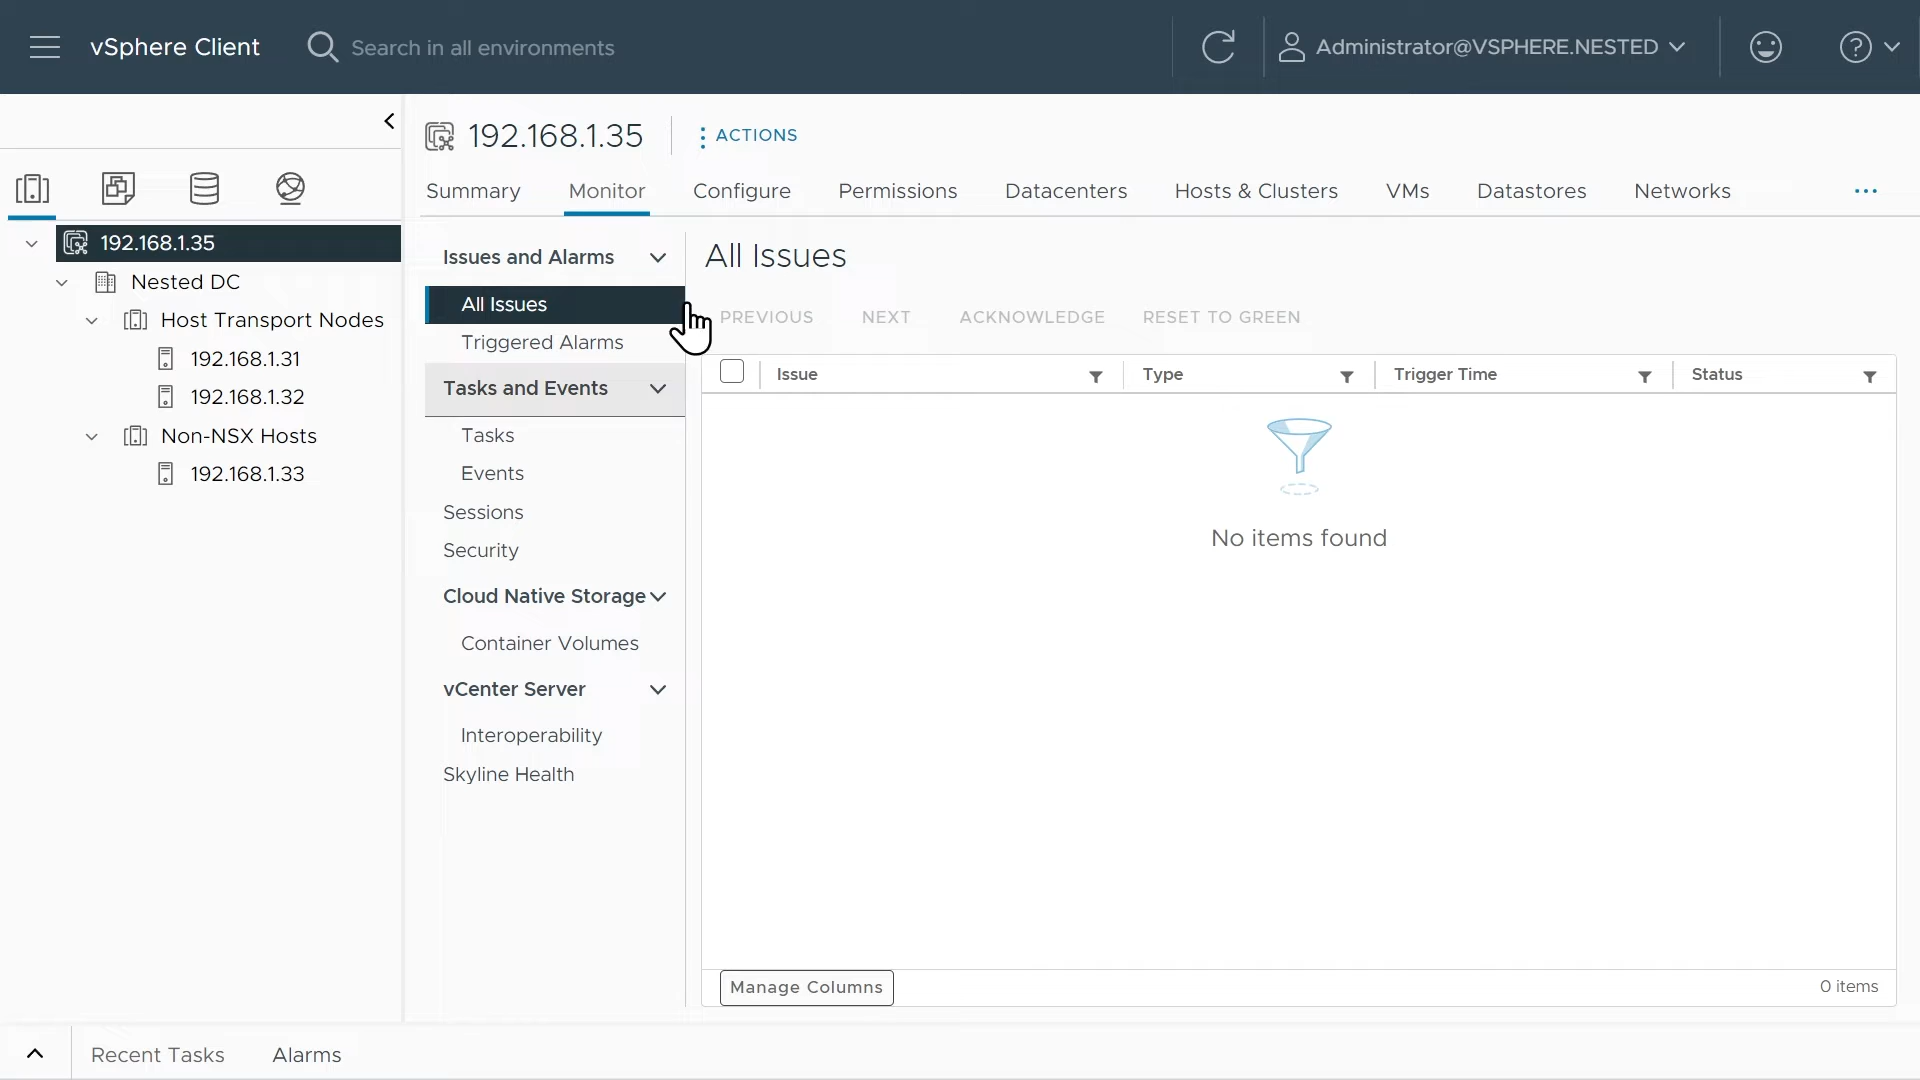 vSphere Client
Search in all environments
Administrator@VSPHERE.NESTED
192.168.1.35
ACTIONS
Summary Monitor Configure Permissions Datacenters Hosts & Clusters VMs Datastores Networks
192.168.1.35
Nested DC
Host Transport Nodes
192.168.1.31
192.168.1.32
Non-NSX Hosts
192.168.1.33
Issues and Alarms
All Issues
Triggered Alarms
Tasks and Events
Tasks
Events
Sessions
Security
Cloud Native Storage
Container Volumes
vCenter Server
Interoperability
Skyline Health
All Issues
PREVIOUS NEXT ACKNOWLEDGE RESET TO GREEN
Issue Type Trigger Time Status
No items found
Manage Columns 0 items
Recent Tasks Alarms